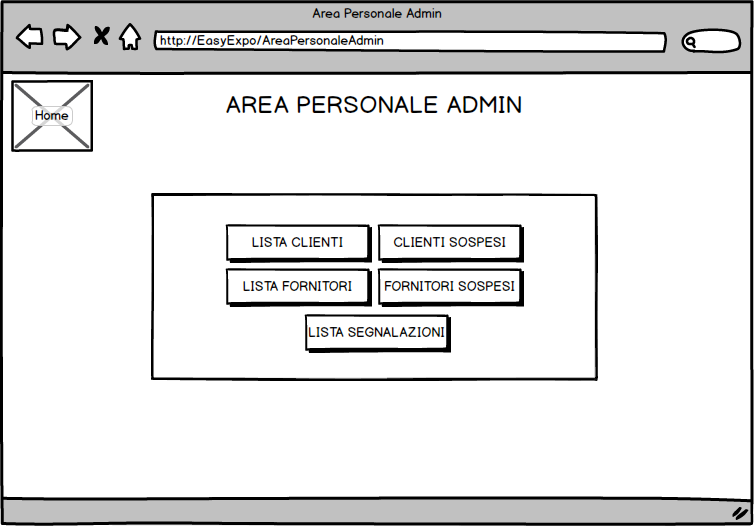 Area Personale Admin
http://EasyExpo/AreaPersonaleAdmin
Home
AREA PERSONALE ADMIN
LISTA CLIENTI
CLIENTI SOSPESI
LISTA FORNITORI
FORNITORI SOSPESI
LISTA SEGNALAZIONI